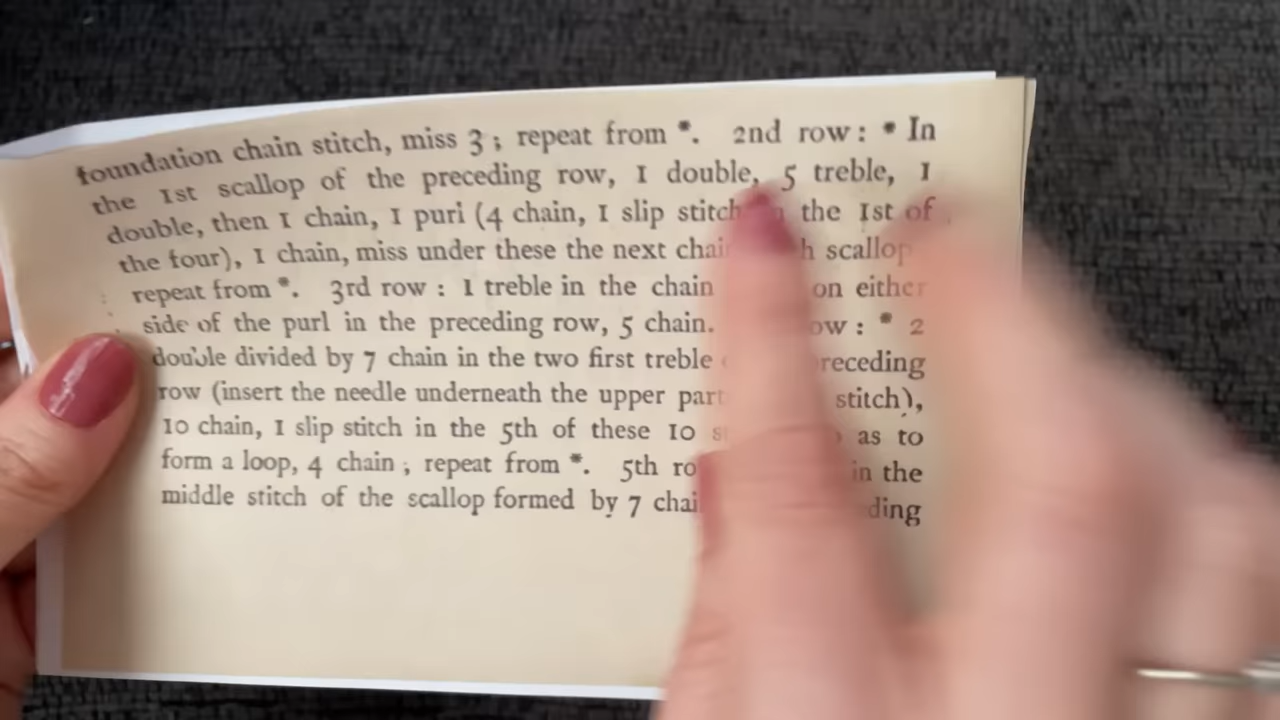 foundation chain stitch, miss 3 ; repeat from *. 2nd row : * In
the 1st scallop of the preceding row, 1 double, 5 treble, 1
double, then 1 chain, 1 purl (4 chain, 1 slip stitch the 1st of
the four), 1 chain, miss under these the next scallop
repeat from *. 3rd row : 1 treble in the chain on either
side of the purl in the preceding row, 5 chain. : * 2
double divided by 7 chain in the two first treble preceding
row (insert the needle underneath the upper part stitch),
10 chain, 1 slip stitch in the 5th of these 10 as to
form a loop, 4 chain ; repeat from *. 5th in the
middle stitch of the scallop formed by 7